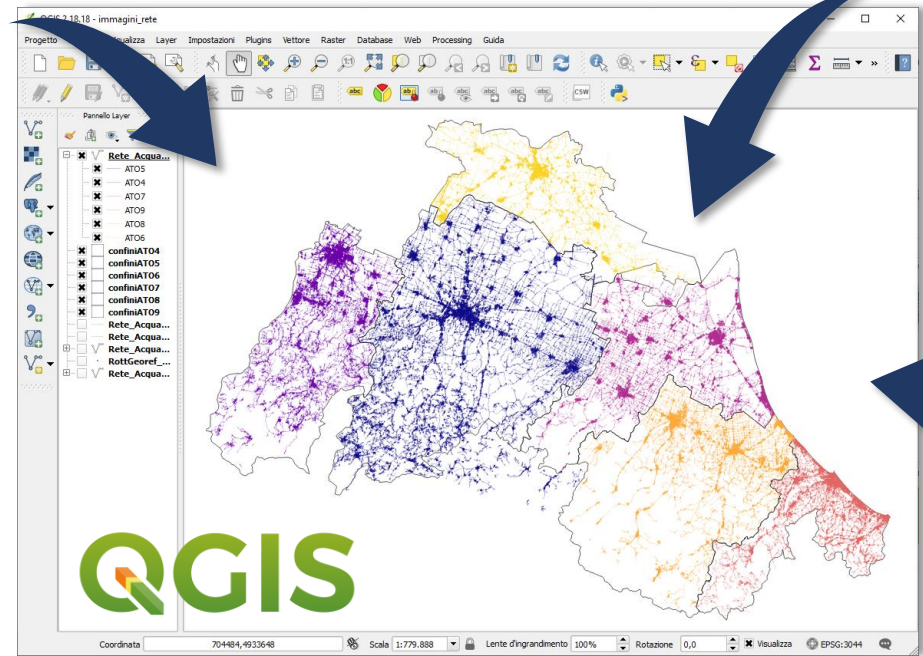 QGIS 2.18.18 - immagini_rete
Progetto
Visualizza Layer Impostazioni Plugins Vettore Raster Database Web Processing Guida
abc
CSW
Pannello Layer
Rete_Acqua...
ATO5
ATO4
ATO7
ATO9
ATO8
ATO6
confiniATO4
confiniATO5
confiniATO6
confiniATO7
confiniATO8
confiniATO9
Rete_Acqua...
Rete_Acqua...
Rete_Acqua...
RottGeoref_...
Rete_Acqua...
QGIS
Coordinata 704484,4933648 Scala 1:779.888 Lente d'ingrandimento 100% Rotazione 0,0 Visualizza EPSG:3044